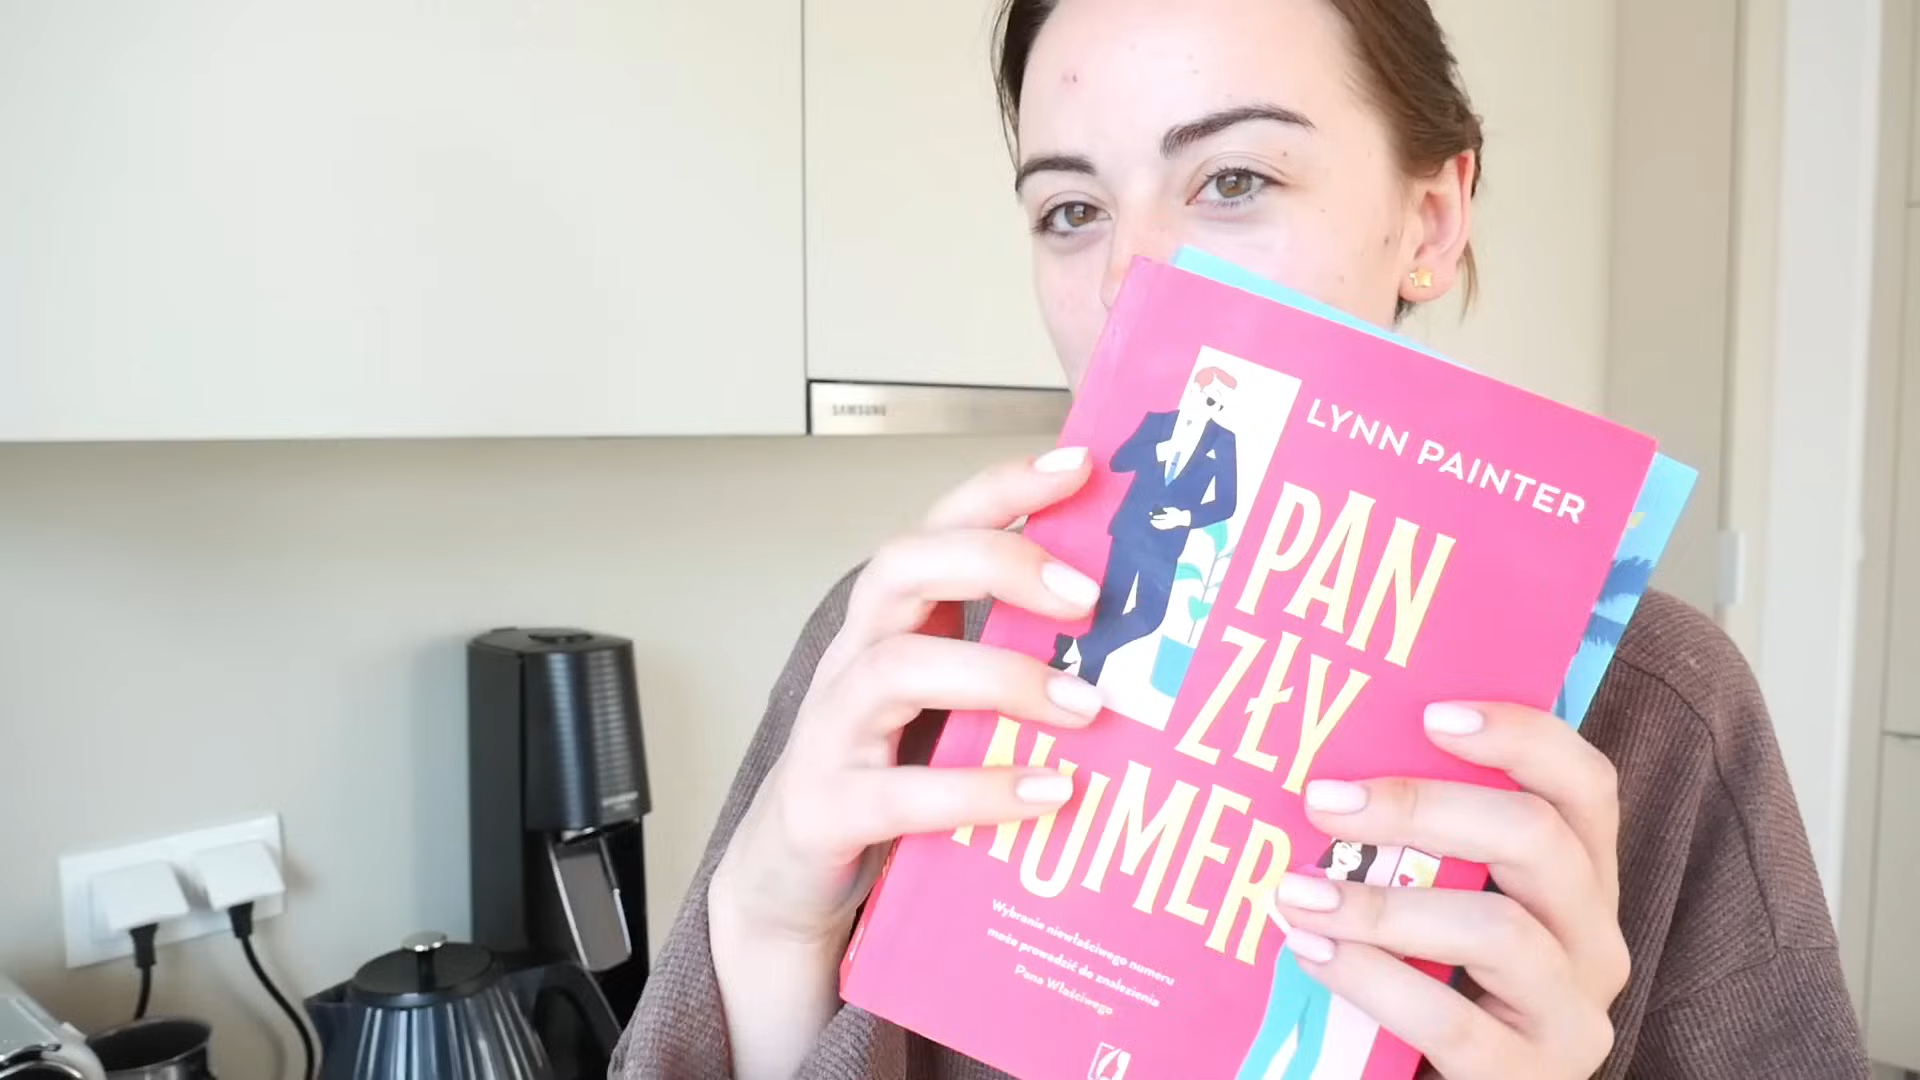 SAMSUNG
LYNN PAINTER
PAN
ZŁY
NUMER
Wybranie niewłaściwego numeru
może prowadzić do znalezienia
Pana Właściwego